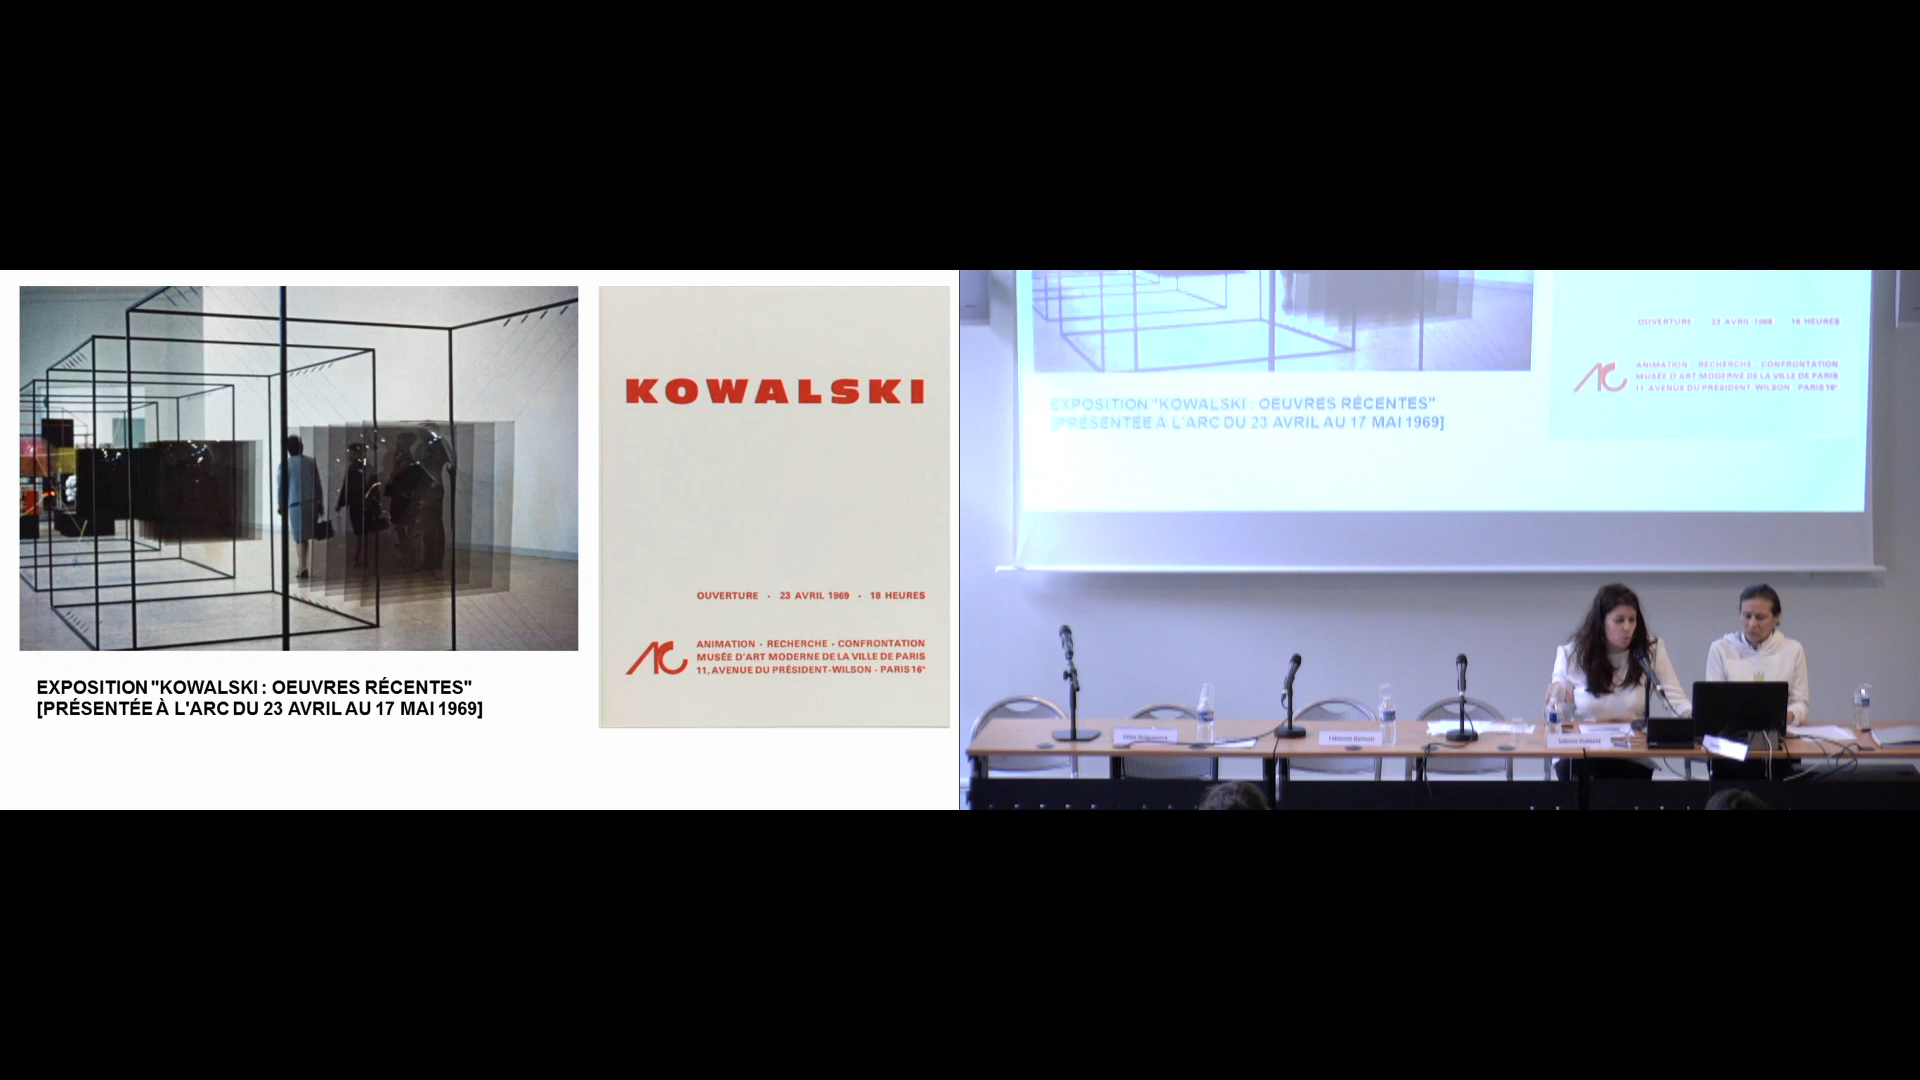 KOWALSKI
OUVERTURE · 23 AVRIL 1969 · 18 HEURES
AC
ANIMATION · RECHERCHE · CONFRONTATION
MUSÉE D'ART MODERNE DE LA VILLE DE PARIS
11, AVENUE DU PRÉSIDENT-WILSON - PARIS 16e
EXPOSITION "KOWALSKI : OEUVRES RÉCENTES"
[PRÉSENTÉE À L'ARC DU 23 AVRIL AU 17 MAI 1969]
OUVERTURE 23 AVRIL 1969 18 HEURES
AC
ANIMATION · RECHERCHE · CONFRONTATION
MUSÉE D'ART MODERNE DE LA VILLE DE PARIS
11, AVENUE DU PRÉSIDENT-WILSON - PARIS 16e
EXPOSITION "KOWALSKI : OEUVRES RÉCENTES"
[PRÉSENTÉE À L'ARC DU 23 AVRIL AU 17 MAI 1969]